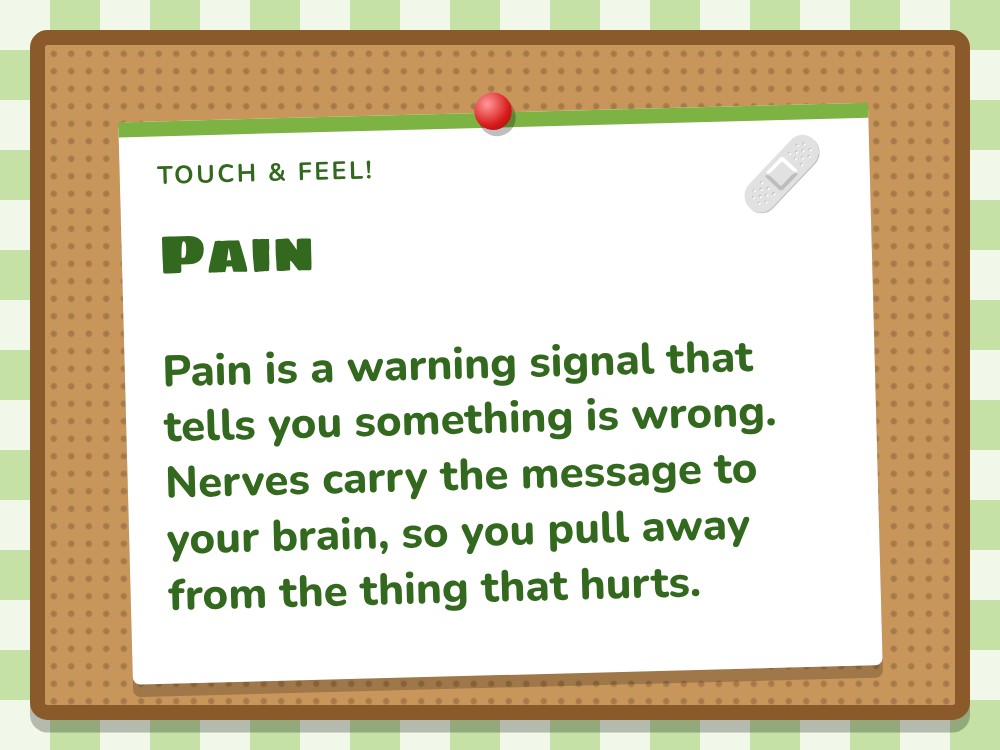 TOUCH & FEEL!
Pain
Pain is a warning signal that
tells you something is wrong.
Nerves carry the message to
your brain, so you pull away
from the thing that hurts.